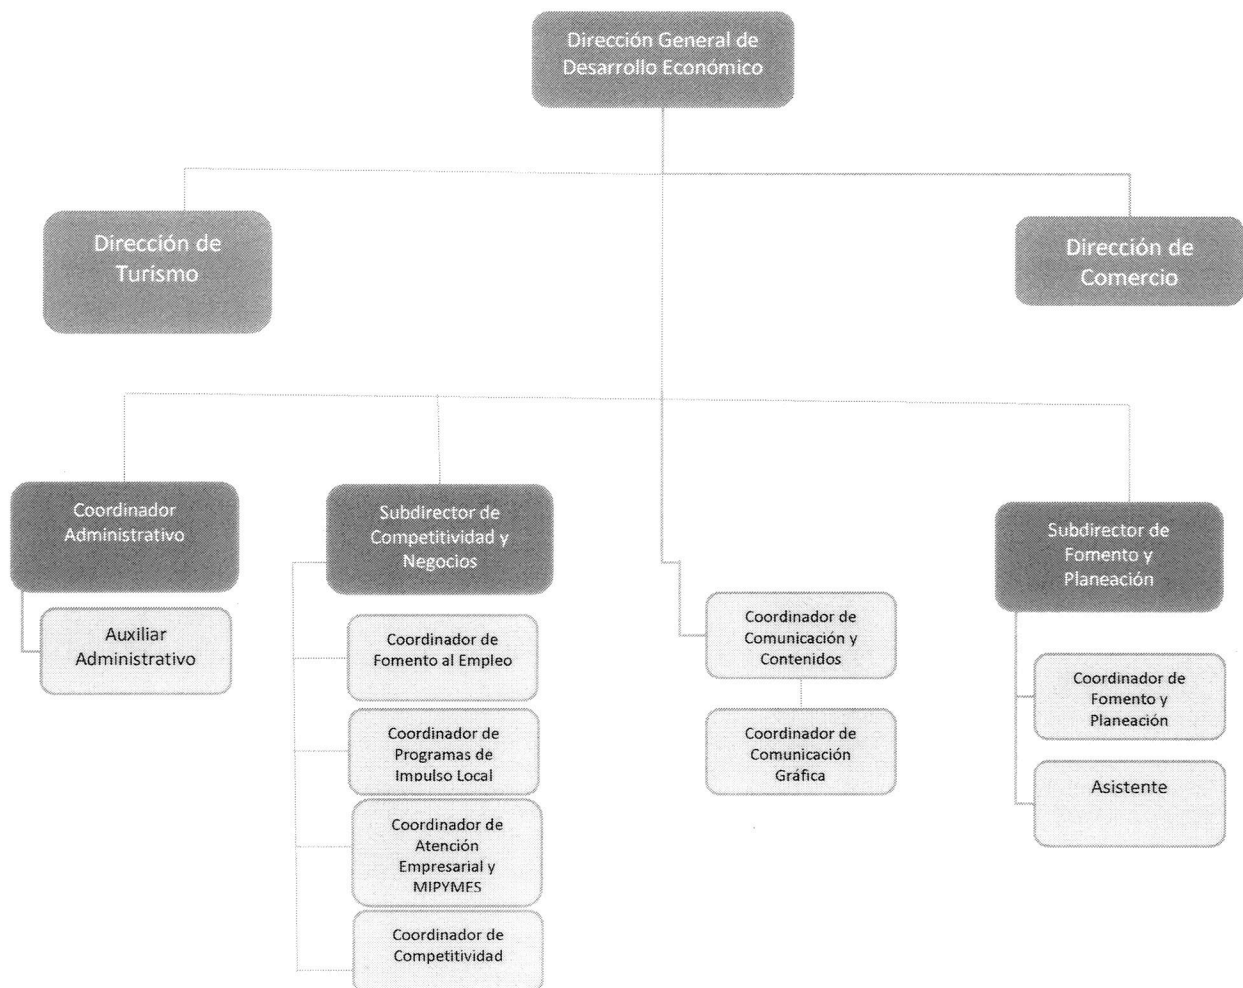 Dirección General de
Desarrollo Económico
Dirección de
Turismo
Dirección de
Comercio
Coordinador
Administrativo
Auxiliar
Administrativo
Subdirector de
Competitividad y
Negocios
Coordinador de
Fomento al Empleo
Coordinador de
Programas de
Impulso Local
Coordinador de
Atención
Empresarial y
MIPYMES
Coordinador de
Competitividad
Coordinador de
Comunicación y
Contenidos
Coordinador de
Comunicación
Gráfica
Subdirector de
Fomento y
Planeación
Coordinador de
Fomento y
Planeación
Asistente